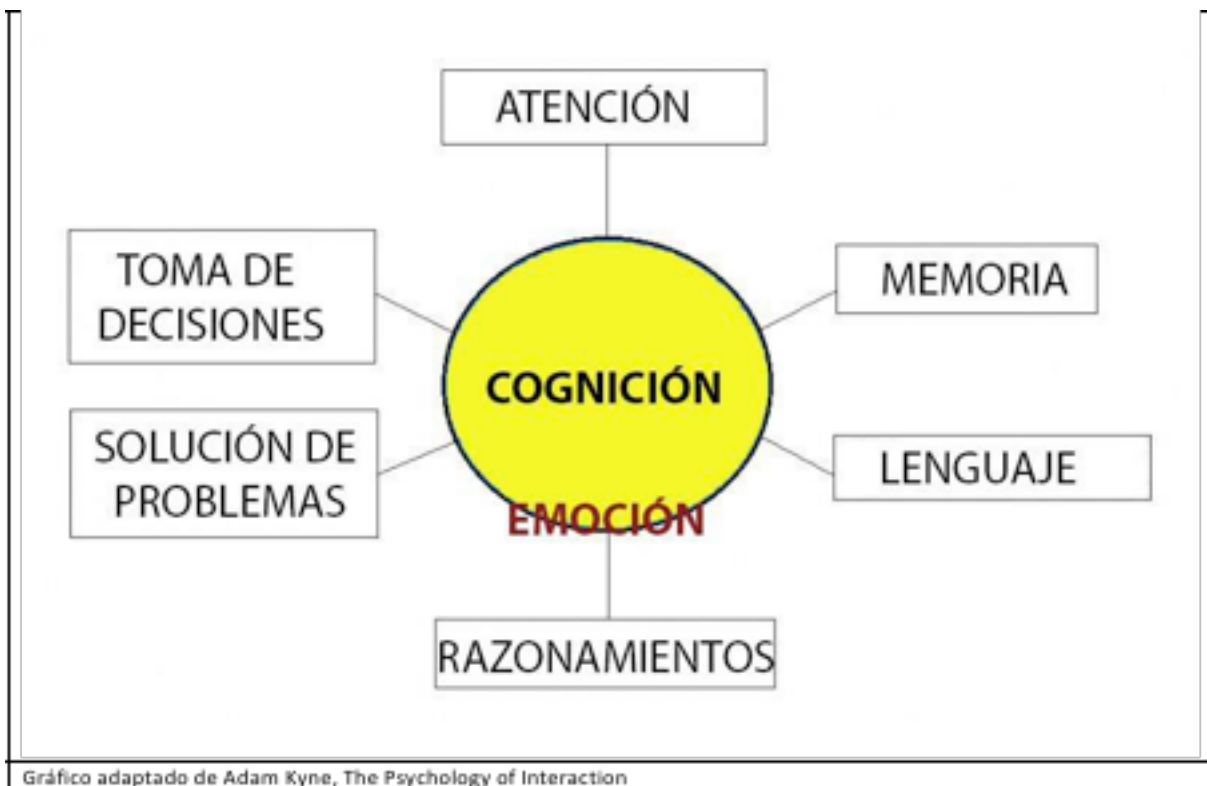 ATENCIÓN
TOMA DE
DECISIONES
MEMORIA
COGNICIÓN
SOLUCIÓN DE
PROBLEMAS
LENGUAJE
EMOCIÓN
RAZONAMIENTOS
Gráfico adaptado de Adam Kyne, The Psychology of Interaction